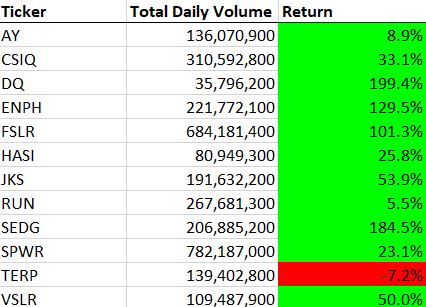 Ticker Total Daily Volume Return
AY 136,070,900 8.9%
CSIQ 310,592,800 33.1%
DQ 35,796,200 199.4%
ENPH 221,772,100 129.5%
FSLR 684,181,400 101.3%
HASI 80,949,300 25.8%
JKS 191,632,200 53.9%
RUN 267,681,300 5.5%
SEDG 206,885,200 184.5%
SPWR 782,187,000 23.1%
TERP 139,402,800 -7.2%
VSLR 109,487,900 50.0%